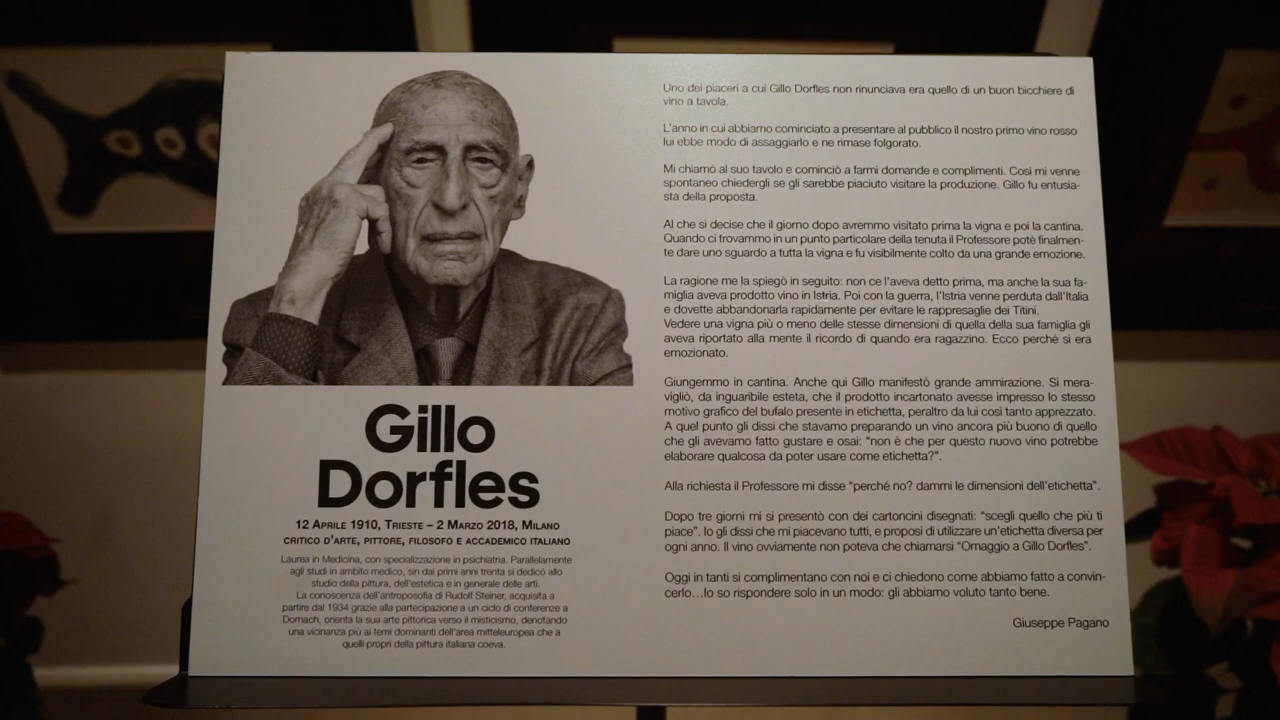 Gillo
Dorfles
12 Aprile 1910, Trieste – 2 Marzo 2018, Milano
critico d'arte, pittore, filosofo e accademico italiano
Laurea in Medicina, con specializzazione in psichiatria. Parallelamente
agli studi in ambito medico, sin dai primi anni trenta si dedicò allo
studio della pittura, dell'estetica e in generale delle arti.
La conoscenza dell'antroposofia di Rudolf Steiner, acquisita a
partire dal 1934 grazie alla partecipazione a un ciclo di conferenze a
Dornach, orienta la sua arte pittorica verso il misticismo, denotando
una vicinanza più ai temi dominanti dell'area mitteleuropea che a
quelli propri della pittura italiana coeva.
Uno dei piaceri a cui Gillo Dorfles non rinunciava era quello di un buon bicchiere di
vino a tavola.
L'anno in cui abbiamo cominciato a presentare al pubblico il nostro primo vino rosso
lui ebbe modo di assaggiarlo e ne rimase folgorato.
Mi chiamò al suo tavolo e cominciò a farmi domande e complimenti. Così mi venne
spontaneo chiedergli se gli sarebbe piaciuto visitare la produzione. Gillo fu entusia-
sta della proposta.
Al che si decise che il giorno dopo avremmo visitato prima la vigna e poi la cantina.
Quando ci trovammo in un punto particolare della tenuta il Professore potè finalmen-
te dare uno sguardo a tutta la vigna e fu visibilmente colto da una grande emozione.
La ragione me la spiegò in seguito: non ce l'aveva detto prima, ma anche la sua fa-
miglia aveva prodotto vino in Istria. Poi con la guerra, l'Istria venne perduta dall'Italia
e dovette abbandonarla rapidamente per evitare le rappresaglie dei Titini.
Vedere una vigna più o meno delle stesse dimensioni di quella della sua famiglia gli
aveva riportato alla mente il ricordo di quando era ragazzino. Ecco perché si era
emozionato.
Giungemmo in cantina. Anche qui Gillo manifestò grande ammirazione. Si mera-
vigliò, da inguaribile esteta, che il prodotto incartonato avesse impresso lo stesso
motivo grafico del bufalo presente in etichetta, peraltro da lui così tanto apprezzato.
A quel punto gli dissi che stavamo preparando un vino ancora più buono di quello
che gli avevamo fatto gustare e osai: "non è che per questo nuovo vino potrebbe
elaborare qualcosa da poter usare come etichetta?".
Alla richiesta il Professore mi disse "perché no? dammi le dimensioni dell'etichetta".
Dopo tre giorni mi si presentò con dei cartoncini disegnati: "scegli quello che più ti
piace". Io gli dissi che mi piacevano tutti, e proposi di utilizzare un'etichetta diversa per
ogni anno. Il vino ovviamente non poteva che chiamarsi "Omaggio a Gillo Dorfles".
Oggi in tanti si complimentano con noi e ci chiedono come abbiamo fatto a convin-
cerlo…Io so rispondere solo in un modo: gli abbiamo voluto tanto bene.
Giuseppe Pagano